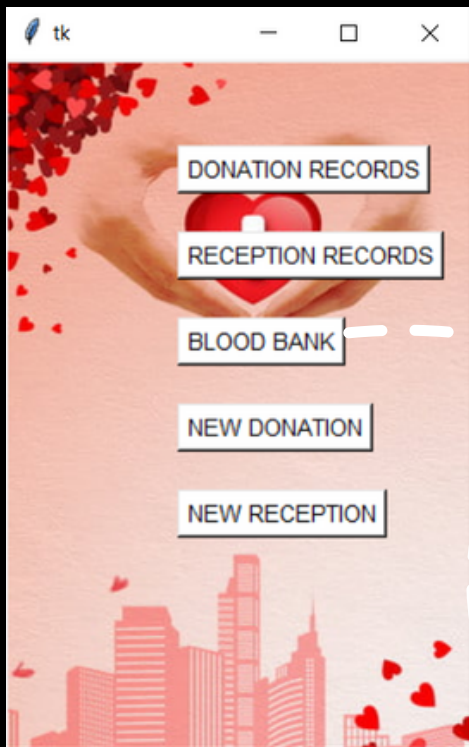 tk
DONATION RECORDS
RECEPTION RECORDS
BLOOD BANK
NEW DONATION
NEW RECEPTION